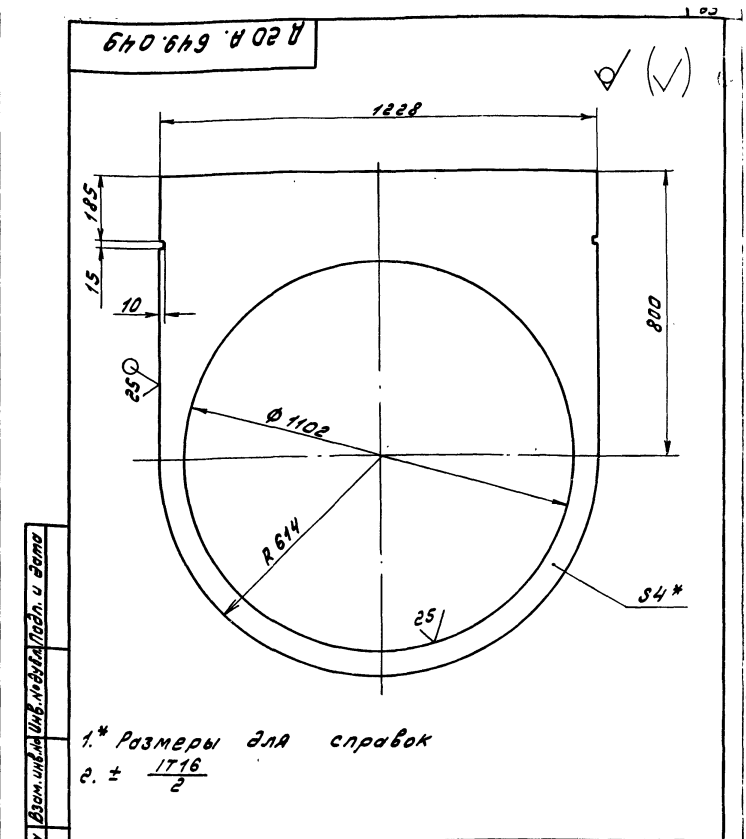 Д20А.649.049
1228
185
15
10
800
25
Ф 1102
R 614
25
S4*
1.* Размеры для справок
2. ± IT16
2
Подп. и дата
Инв.№ дубл.
Взам.инв.№